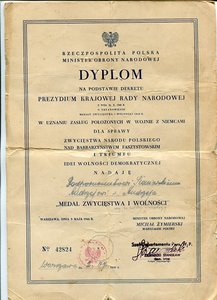 RZECZPOSPOLITA POLSKA
MINISTER OBRONY NARODOWEJ
DYPLOM
NA PODSTAWIE DEKRETU
PREZYDIUM KRAJOWEJ RADY NARODOWEJ
W UZNANIU ZASŁUG POŁOŻONYCH W WOJNIE Z NIEMCAMI
DLA SPRAWY
ZWYCIĘSTWA NARODU POLSKIEGO
NAD BARBARZYŃSTWEM FASZYSTOWSKIM
I TRIUMFU
IDEI WOLNOŚCI DEMOKRATYCZNEJ
NADAJĘ
„MEDAL ZWYCIĘSTWA I WOLNOŚCI"
WARSZAWA, DNIA 9 MAJA 1946 R.
MINISTER OBRONY NARODOWEJ
MICHAŁ ŻYMIERSKI
MARSZAŁEK POLSKI
№ 42824
Warszawa